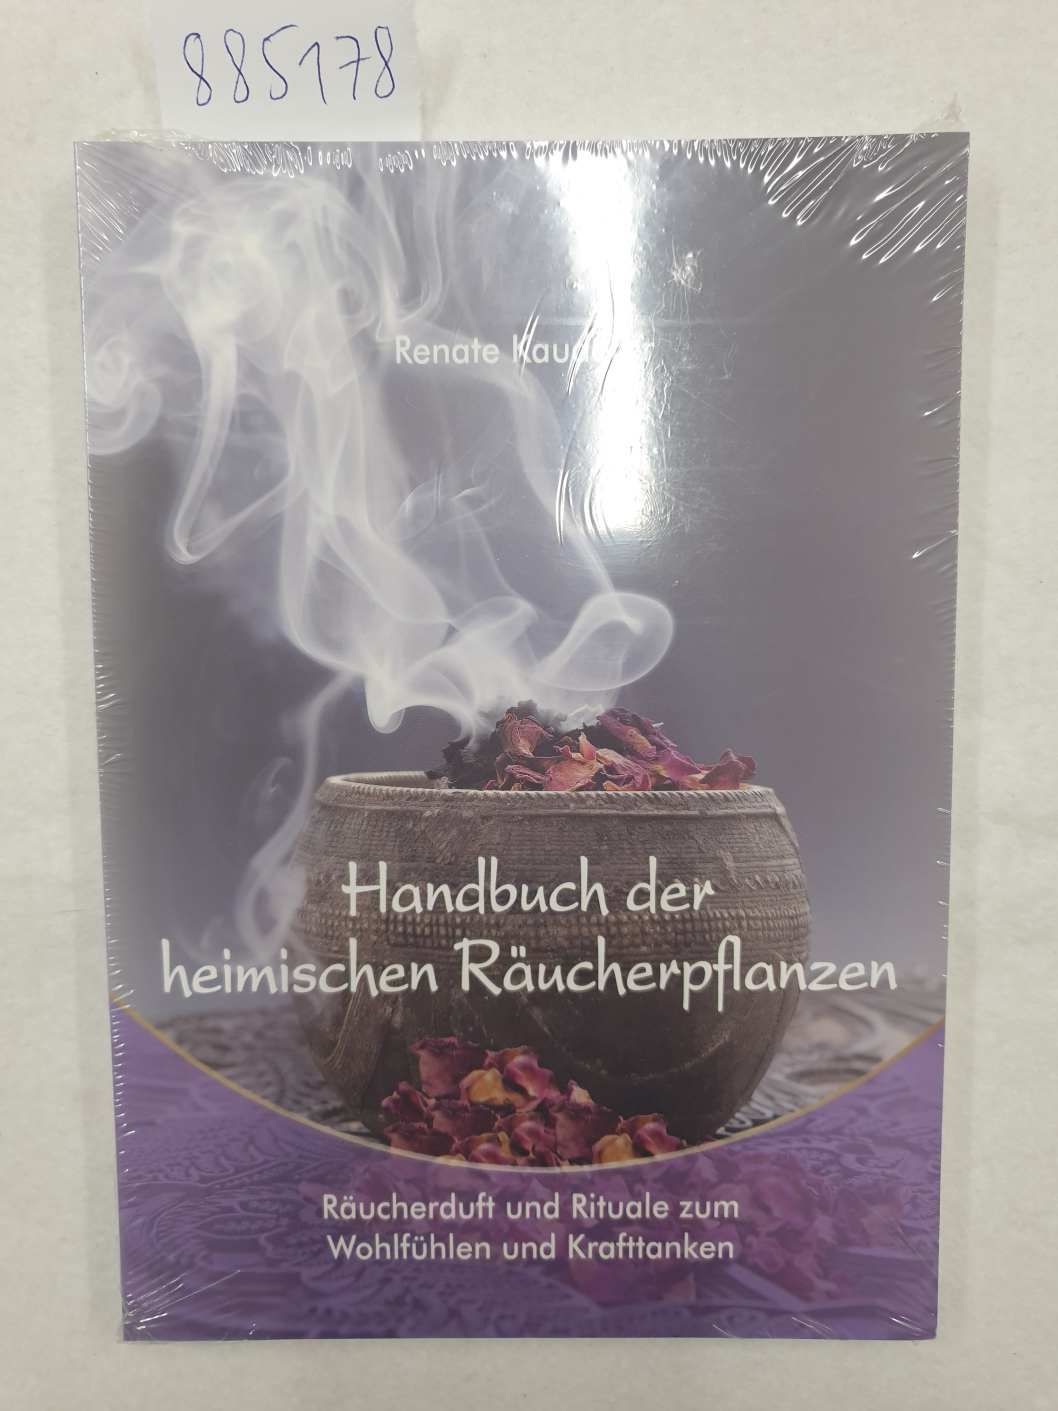 885178
Renate
Handbuch der
heimischen Räucherpflanzen
Räucherduft und Rituale zum
Wohlfühlen und Krafttanken